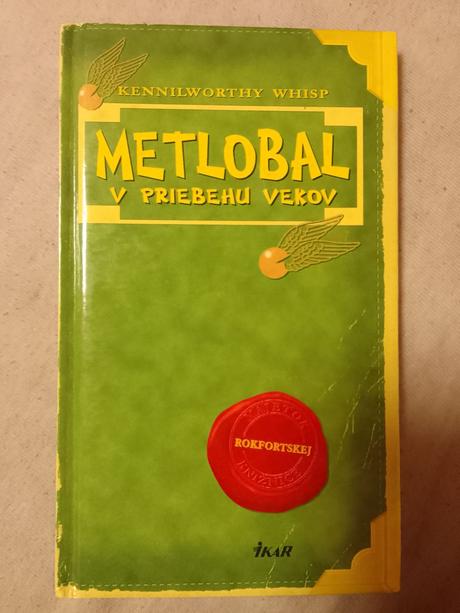 KENNILWORTHY WHISP
METLOBAL
V PRIEBEHU VEKOV
MAJETOK
ROKFORTSKEJ
KNIŽNICE
IKAR